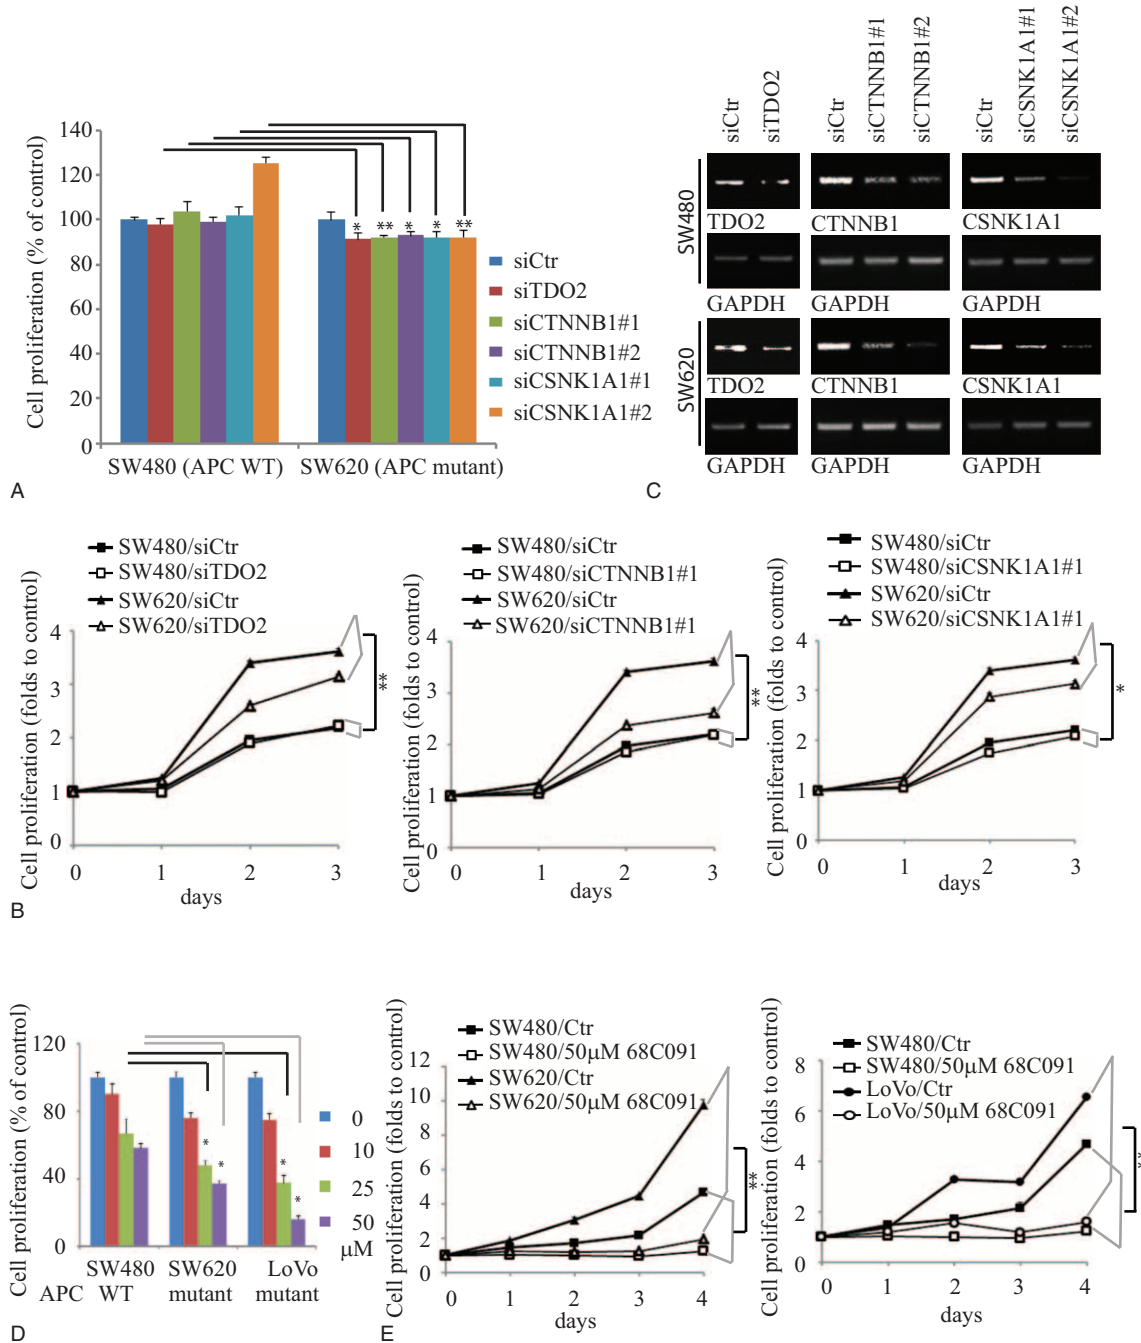 140
120
100
80
60
40
20
0
Cell proliferation (% of control)
* ** * * **
SW480 (APC WT) SW620 (APC mutant)
siCtr
siTDO2
siCTNNB1#1
siCTNNB1#2
siCSNK1A1#1
siCSNK1A1#2
A
siCtr siTDO2 siCtr siCTNNB1#1 siCTNNB1#2 siCtr siCSNK1A1#1 siCSNK1A1#2
SW480
TDO2 CTNNB1 CSNK1A1
GAPDH GAPDH GAPDH
SW620
TDO2 CTNNB1 CSNK1A1
GAPDH GAPDH GAPDH
C
SW480/siCtr
SW480/siTDO2
SW620/siCtr
SW620/siTDO2
Cell proliferation (folds to control)
4
3
2
1
0
**
0 1 2 3
days
SW480/siCtr
SW480/siCTNNB1#1
SW620/siCtr
SW620/siCTNNB1#1
Cell proliferation (folds to control)
4
3
2
1
0
**
0 1 2 3
days
SW480/siCtr
SW480/siCSNK1A1#1
SW620/siCtr
SW620/siCSNK1A1#1
Cell proliferation (folds to control)
4
3
2
1
0
*
0 1 2 3
days
B
Cell proliferation (% of control)
120
80
40
0
* * * *
0
10
25
50
μM
SW480 SW620 LoVo
APC WT mutant mutant
D
SW480/Ctr
SW480/50μM 68C091
SW620/Ctr
SW620/50μM 68C091
Cell proliferation (folds to control)
12
10
8
6
4
2
0
**
0 1 2 3 4
days
SW480/Ctr
SW480/50μM 68C091
LoVo/Ctr
LoVo/50μM 68C091
Cell proliferation (folds to control)
8
6
4
2
0
**
0 1 2 3 4
days
E